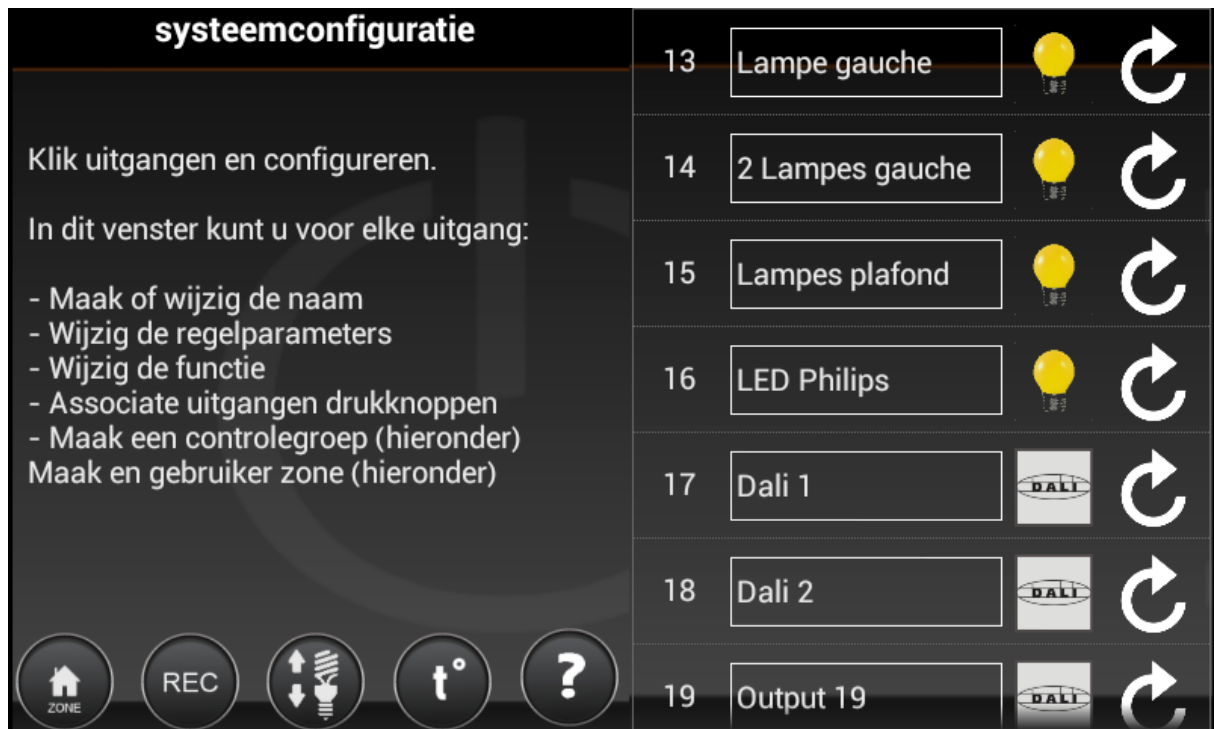 systeemconfiguratie
Klik uitgangen en configureren.
In dit venster kunt u voor elke uitgang:
- Maak of wijzig de naam
- Wijzig de regelparameters
- Wijzig de functie
- Associate uitgangen drukknoppen
- Maak een controlegroep (hieronder)
Maak en gebruiker zone (hieronder)
ZONE
REC
t°
?
13 Lampe gauche
14 2 Lampes gauche
15 Lampes plafond
16 LED Philips
17 Dali 1 DALI
18 Dali 2 DALI
19 Output 19 DALI